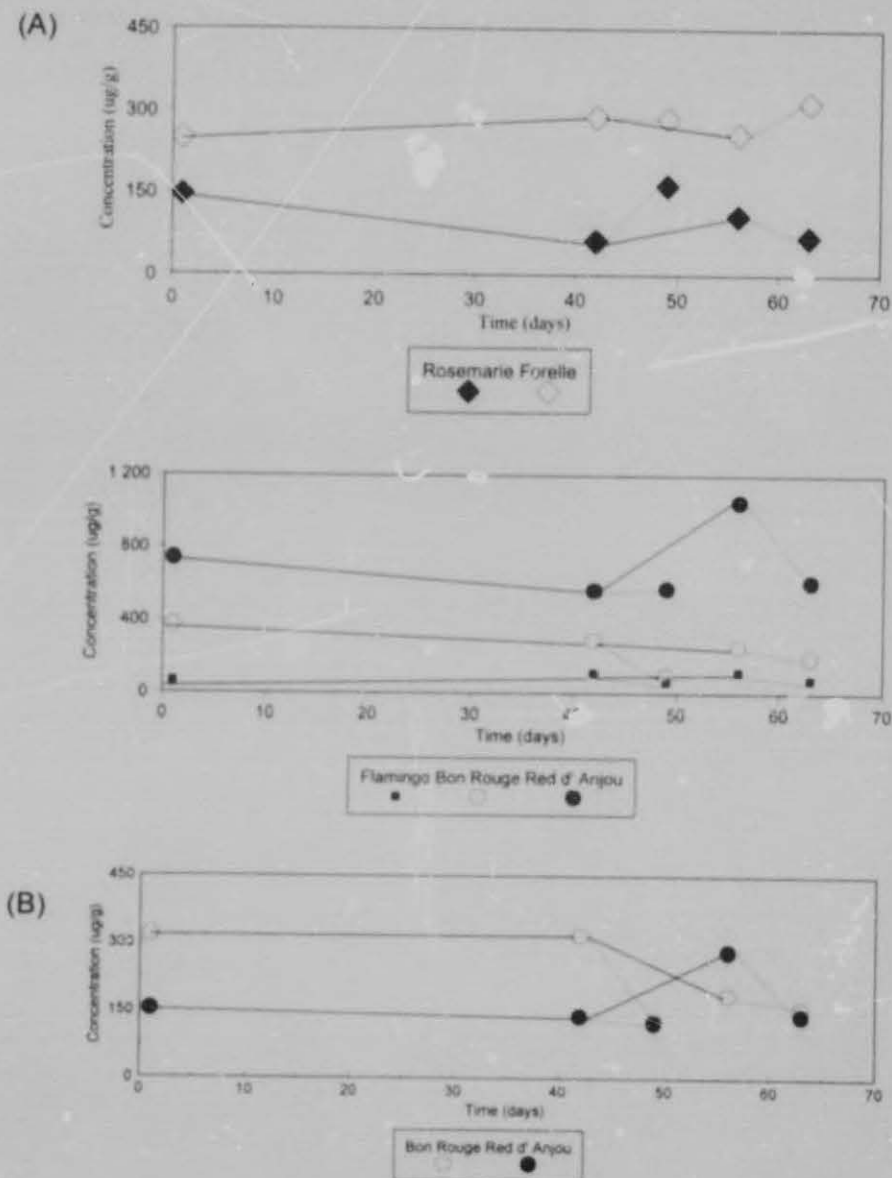 (A)
Concentration (ug/g)
450
300
150
0
0 10 20 30 40 50 60 70
Time (days)
Rosemarie Forelle
Concentration (ug/g)
1 200
800
400
0
0 10 20 30 40 50 60 70
Time (days)
Flamingo Bon Rouge Red d' Anjou
(B)
Concentration (ug/g)
450
300
150
0
0 10 20 30 40 50 60 70
Time (days)
Bon Rouge Red d' Anjou